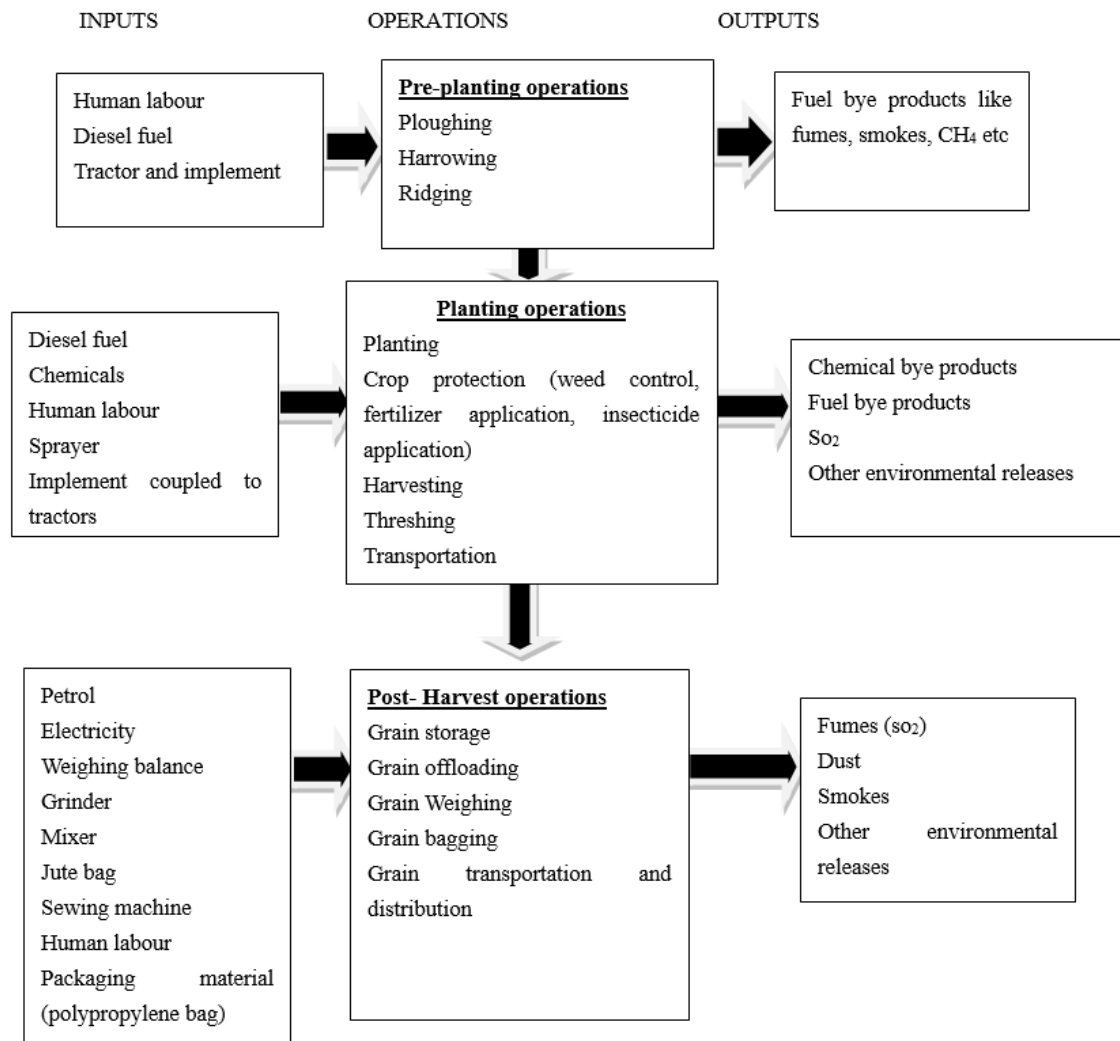 INPUTS
OPERATIONS
OUTPUTS
Human labour
Diesel fuel
Tractor and implement
Pre-planting operations
Ploughing
Harrowing
Ridging
Fuel bye products like
fumes, smokes, CH₄ etc
Diesel fuel
Chemicals
Human labour
Sprayer
Implement coupled to
tractors
Planting operations
Planting
Crop protection (weed control,
fertilizer application, insecticide
application)
Harvesting
Threshing
Transportation
Chemical bye products
Fuel bye products
So₂
Other environmental releases
Petrol
Electricity
Weighing balance
Grinder
Mixer
Jute bag
Sewing machine
Human labour
Packaging material
(polypropylene bag)
Post- Harvest operations
Grain storage
Grain offloading
Grain Weighing
Grain bagging
Grain transportation and
distribution
Fumes (so₂)
Dust
Smokes
Other environmental
releases